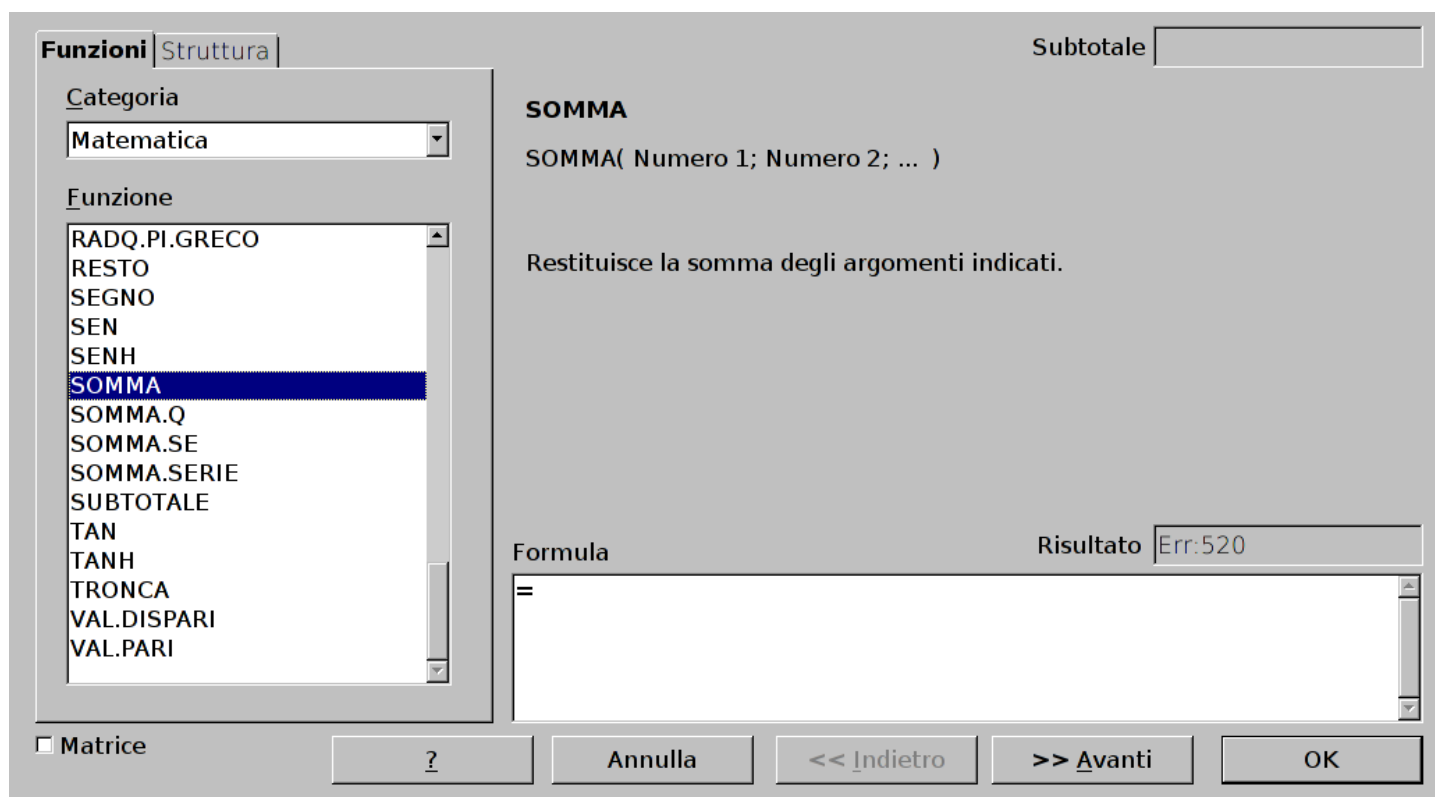 Funzioni Struttura
Subtotale
Categoria
Matematica
Funzione
RADQ.PI.GRECO
RESTO
SEGNO
SEN
SENH
SOMMA
SOMMA.Q
SOMMA.SE
SOMMA.SERIE
SUBTOTALE
TAN
TANH
TRONCA
VAL.DISPARI
VAL.PARI
SOMMA
SOMMA( Numero 1; Numero 2; ... )
Restituisce la somma degli argomenti indicati.
Formula
Risultato Err:520
=
Matrice
?
Annulla
<< Indietro
>> Avanti
OK